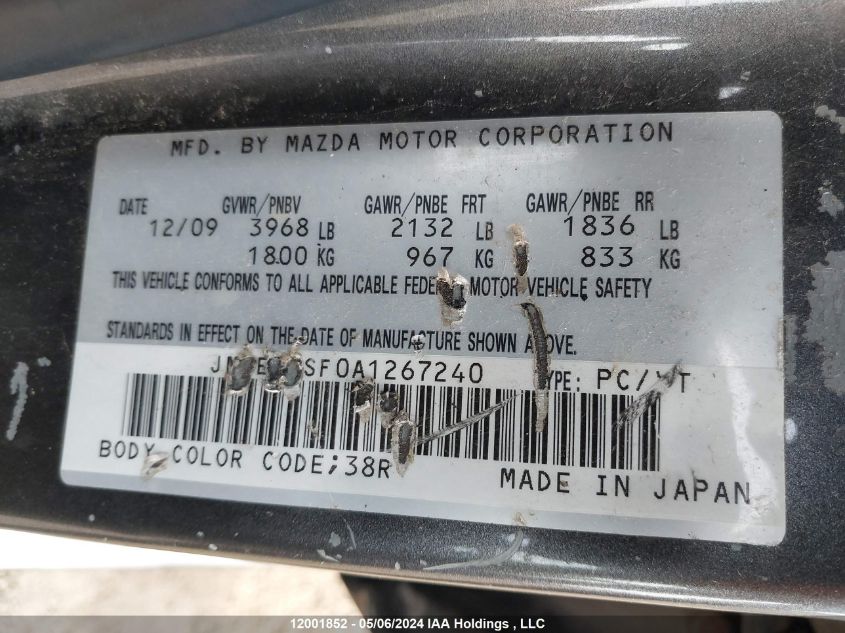 MFD. BY MAZDA MOTOR CORPORATION
DATE GVWR/PNBV GAWR/PNBE FRT GAWR/PNBE RR
12/09 3968 LB 2132 LB 1836 LB
1800 KG 967 KG 833 KG
THIS VEHICLE CONFORMS TO ALL APPLICABLE MOTOR VEHICLE SAFETY
STANDARDS IN EFFECT ON THE DATE OF MANUFACTURE SHOWN ABOVE.
TYPE:
BODY COLOR CODE;38R MADE IN JAPAN
12001852 - 05/06/2024 IAA Holdings , LLC